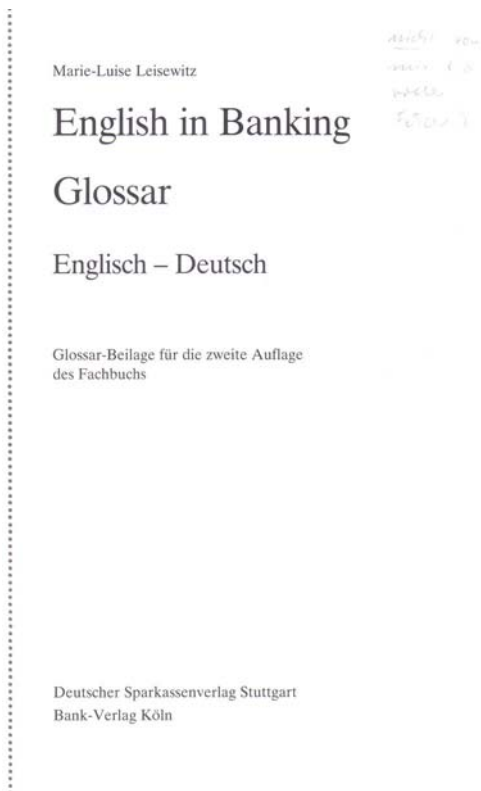 Marie-Luise Leisewitz
English in Banking
Glossar
Englisch – Deutsch
Glossar-Beilage für die zweite Auflage
des Fachbuchs
Deutscher Sparkassenverlag Stuttgart
Bank-Verlag Köln